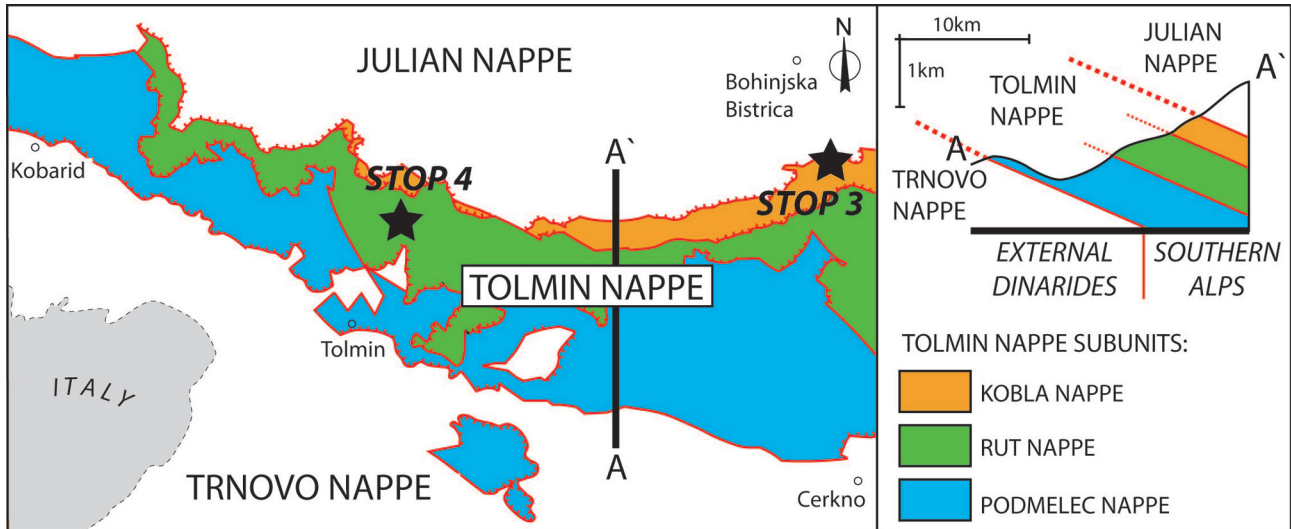 JULIAN NAPPE
N
Bohinjska
Bistrica
Kobarid
STOP 4
A`
STOP 3
TOLMIN NAPPE
Tolmin
ITALY
TRNOVO NAPPE
A
Cerkno
10km
1km
JULIAN
NAPPE
A`
TOLMIN
NAPPE
A
TRNOVO
NAPPE
EXTERNAL
DINARIDES
SOUTHERN
ALPS
TOLMIN NAPPE SUBUNITS:
KOBLA NAPPE
RUT NAPPE
PODMELEC NAPPE